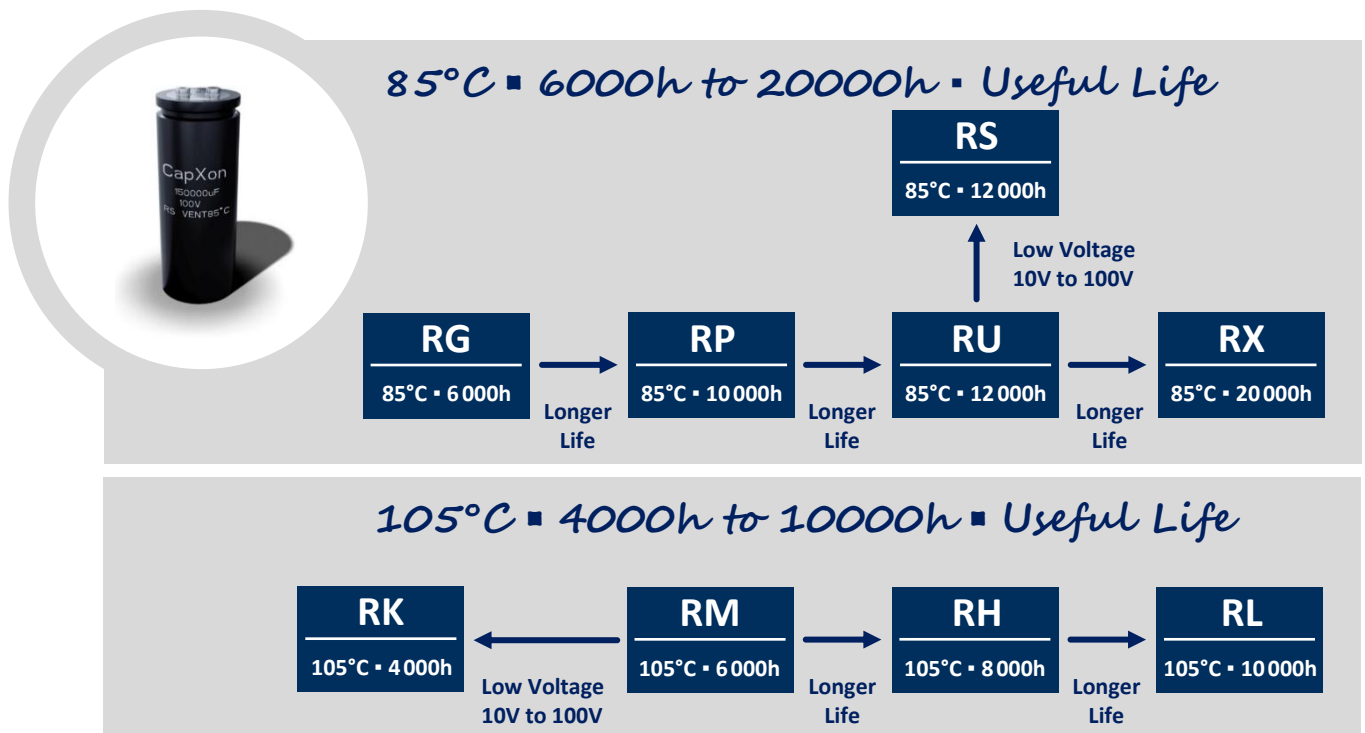 85°C ▪ 6000h to 20000h ▪ Useful Life
CapXon
150000uF
100V
RS VENT85°C
RS
85°C ▪ 12 000h
Low Voltage
10V to 100V
RG
85°C ▪ 6 000h
Longer
Life
RP
85°C ▪ 10 000h
Longer
Life
RU
85°C ▪ 12 000h
Longer
Life
RX
85°C ▪ 20 000h
105°C ▪ 4000h to 10000h ▪ Useful Life
RK
105°C ▪ 4 000h
Low Voltage
10V to 100V
RM
105°C ▪ 6 000h
Longer
Life
RH
105°C ▪ 8 000h
Longer
Life
RL
105°C ▪ 10 000h